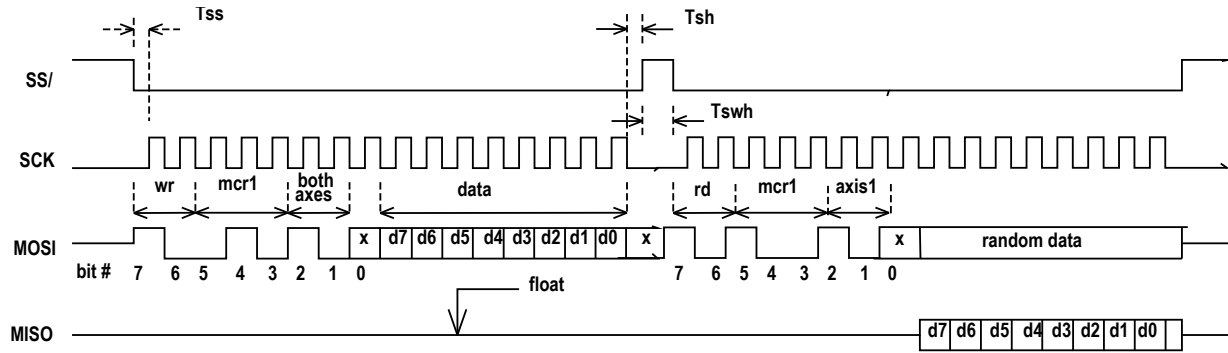 Tss Tsh
SS/
Tswh
SCK
wr mcr1 both axes data rd mcr1 axis1
MOSI x d7 d6 d5 d4 d3 d2 d1 d0 x x random data
bit # 7 6 5 4 3 2 1 0 7 6 5 4 3 2 1 0
float
MISO d7 d6 d5 d4 d3 d2 d1 d0